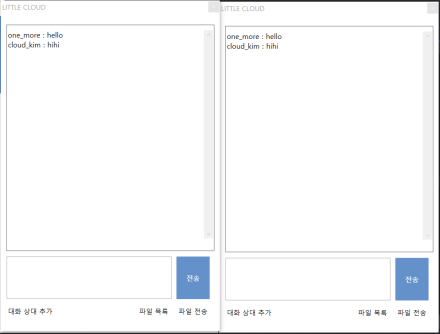 LITTLE CLOUD
one_more : hello
cloud_kim : hihi
전송
대화 상대 추가
파일 목록
파일 전송
LITTLE CLOUD
one_more : hello
cloud_kim : hihi
전송
대화 상대 추가
파일 목록
파일 전송